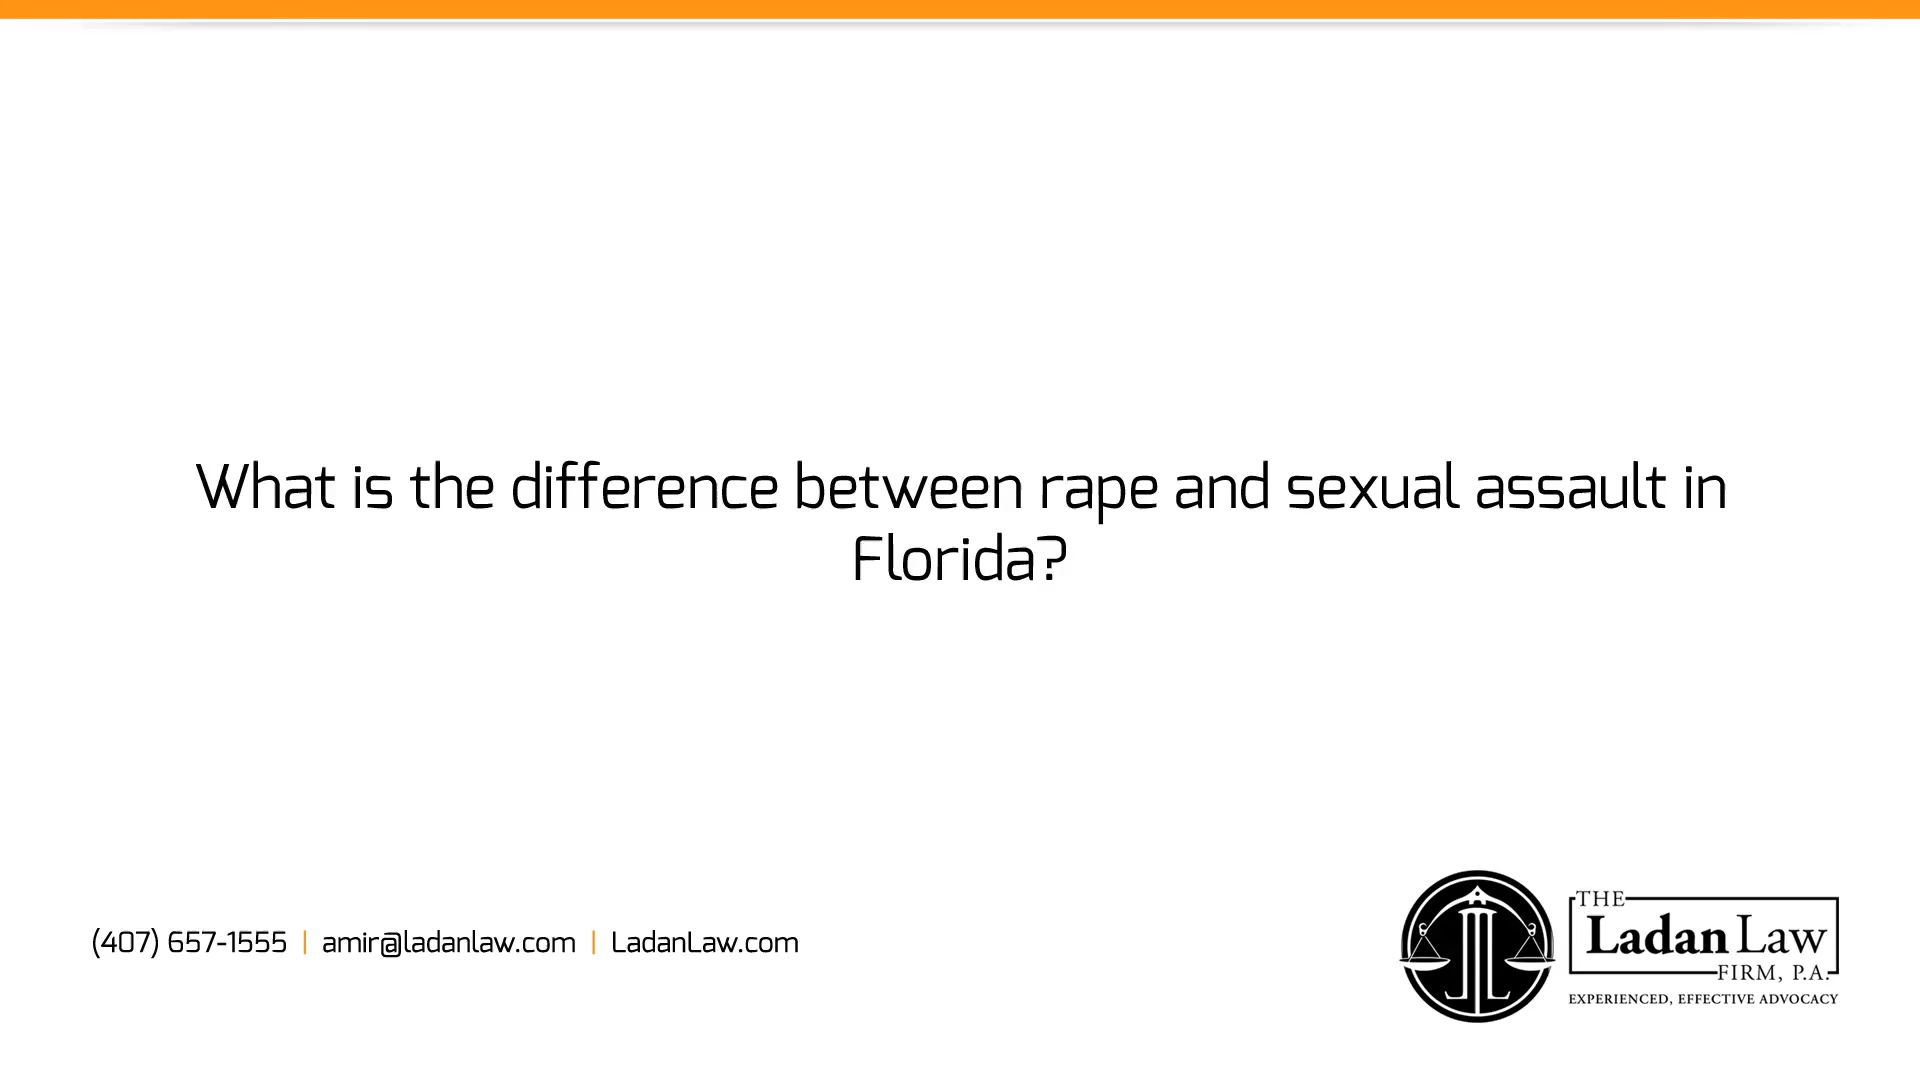 What is the difference between rape and sexual assault in
Florida?
(407) 657-1555 | amir@ladanlaw.com | LadanLaw.com
THE
Ladan Law
FIRM, P.A.
EXPERIENCED, EFFECTIVE ADVOCACY